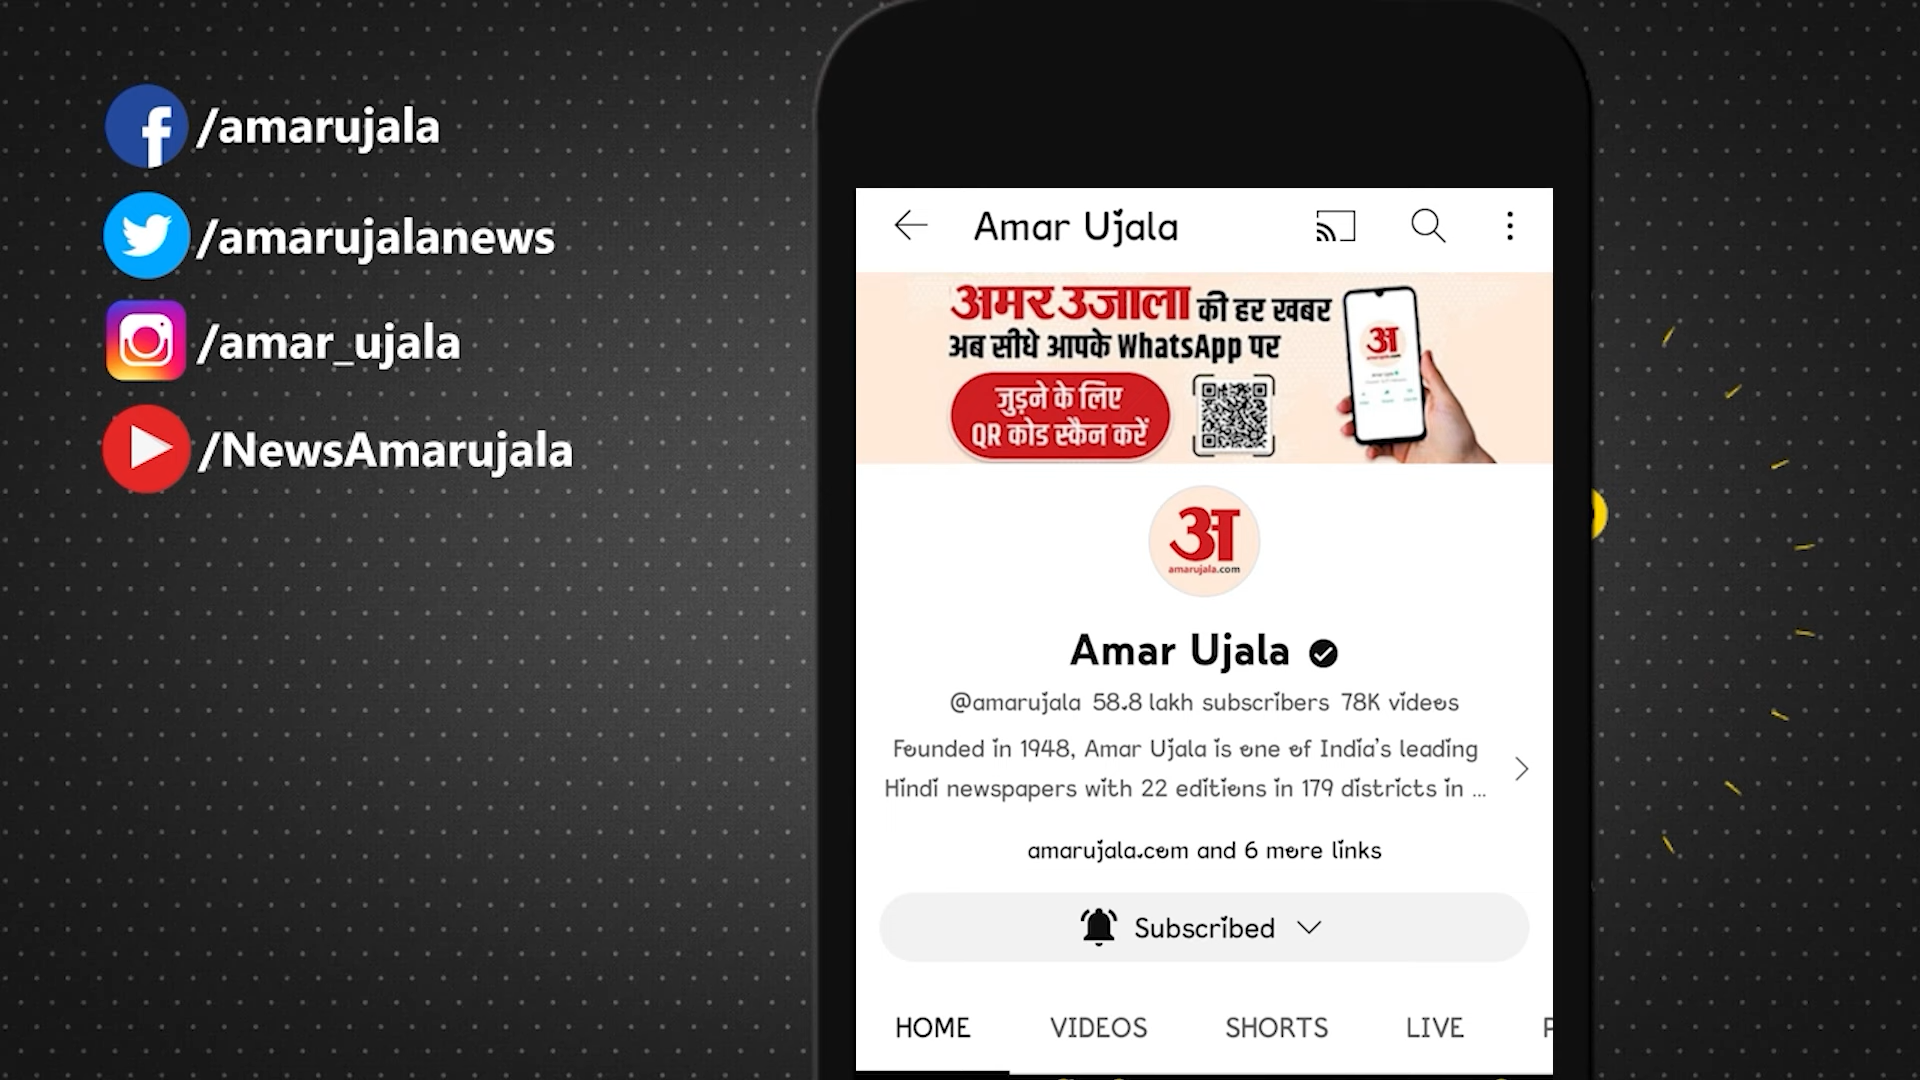 /amarujala
/amarujalanews
/amar_ujala
/NewsAmarujala
Amar Ujala
अमर उजाला की हर खबर
अब सीधे आपके WhatsApp पर
जुड़ने के लिए
QR कोड स्कैन करें
अ
अ
amarujala.com
Amar Ujala
@amarujala 58.8 lakh subscribers 78K videos
Founded in 1948, Amar Ujala is one of India's leading
Hindi newspapers with 22 editions in 179 districts in ...
amarujala.com and 6 more links
Subscribed
HOME VIDEOS SHORTS LIVE